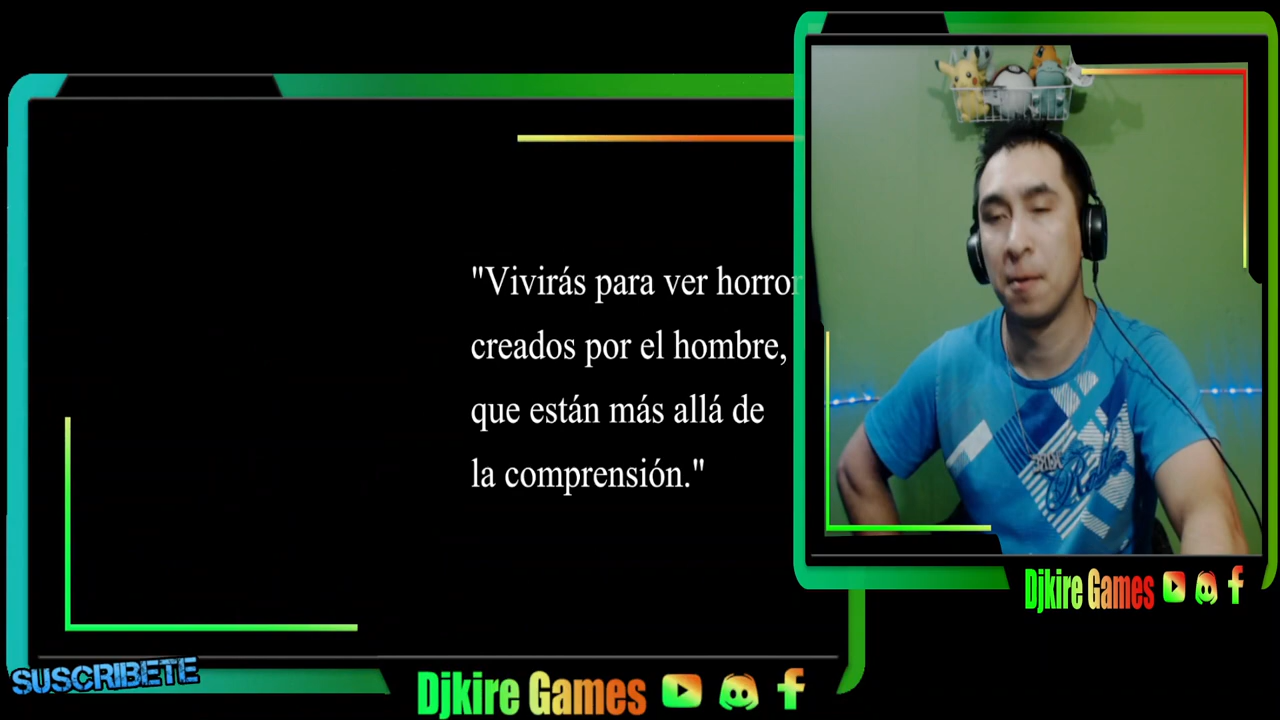 "Vivirás para ver horror
creados por el hombre,
que están más allá de
la comprensión."
Djkire Games
SUSCRIBETE
Djkire Games